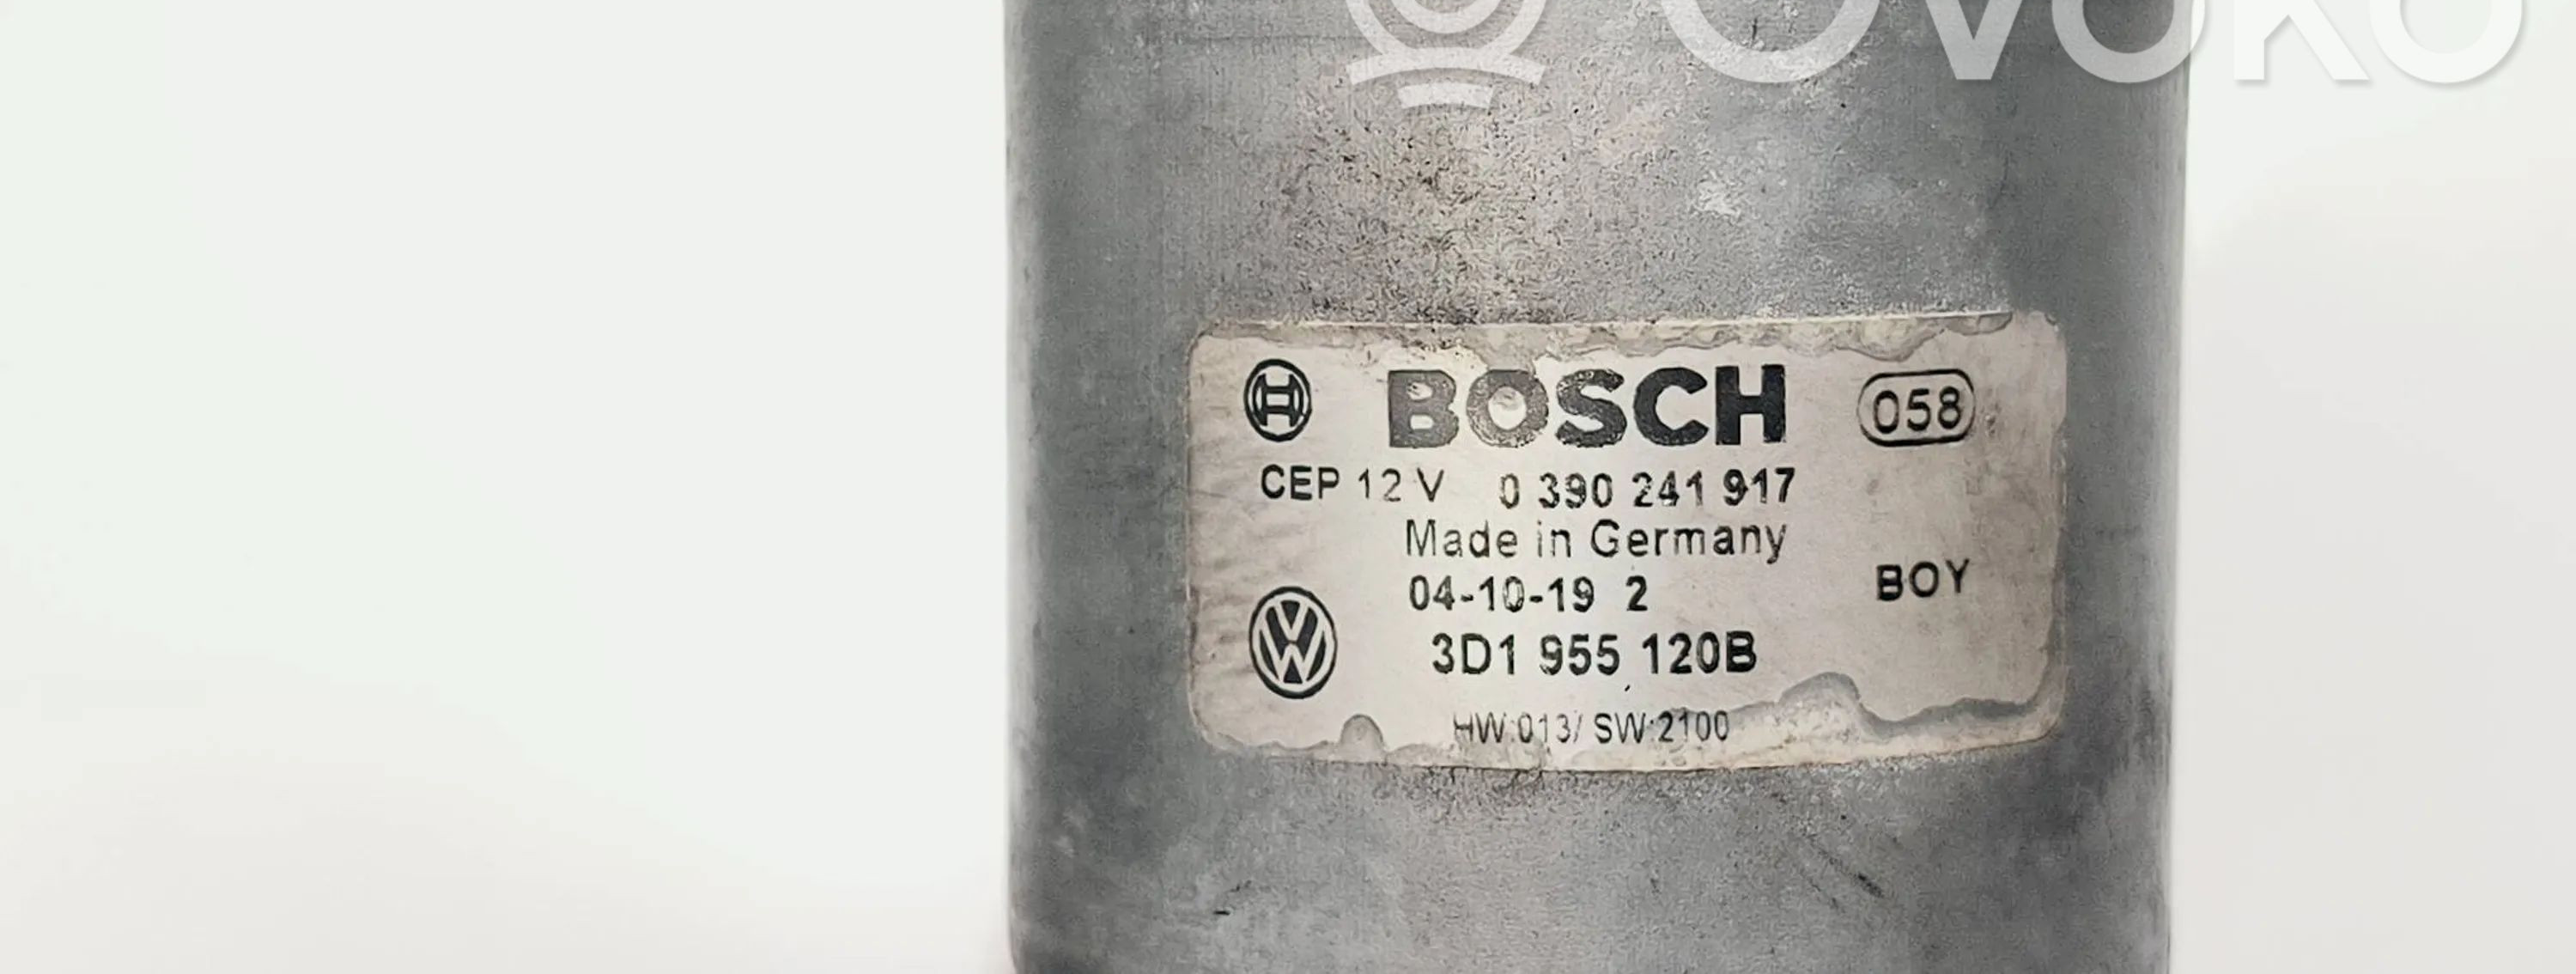 OVOKO
BOSCH 058
CEP 12 V 0 390 241 917
Made in Germany
04-10-19 2 BOY
3D1 955 120B
HW:013/ SW:2100